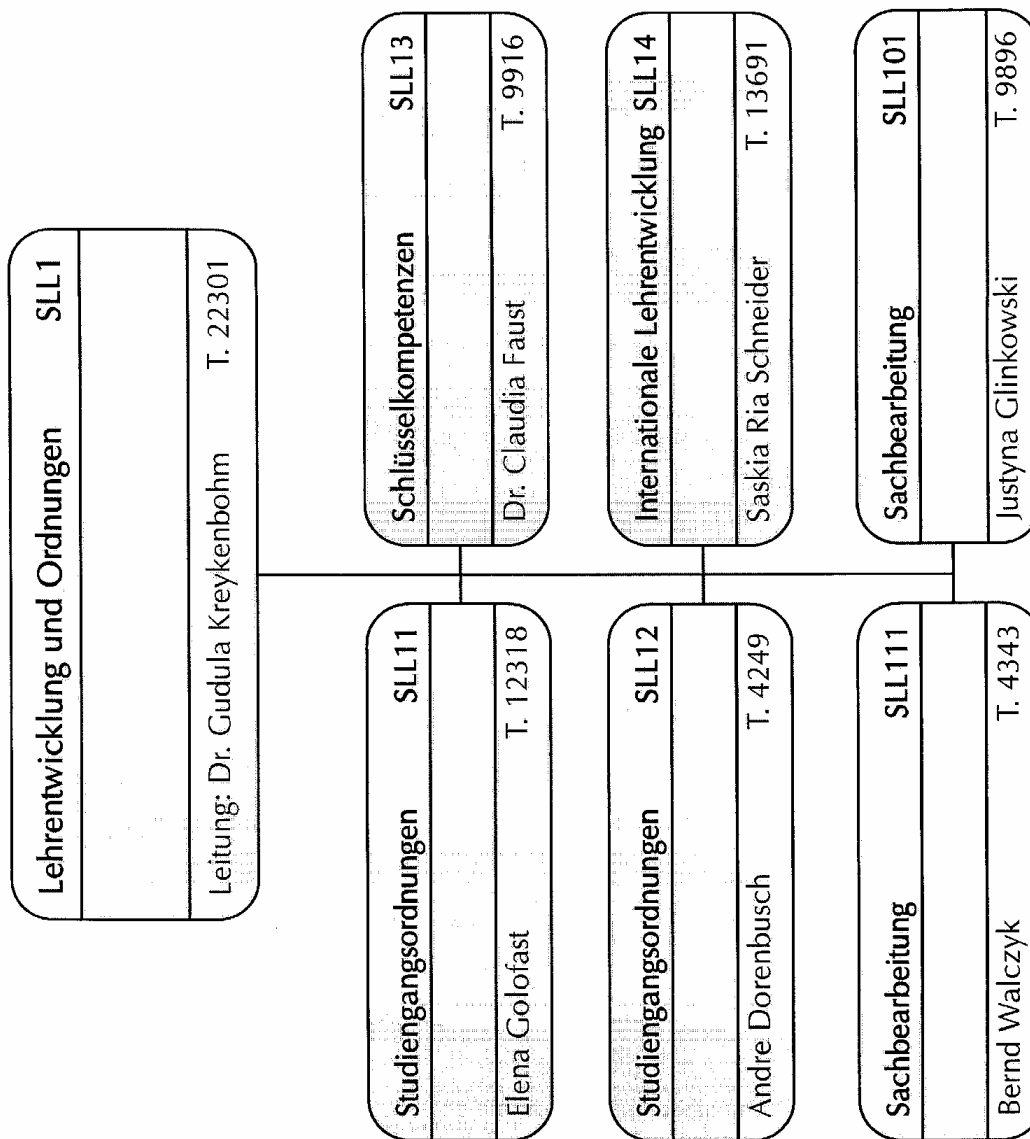 Lehrentwicklung und Ordnungen SLL1
Leitung: Dr. Gudula Kreykenbohm T. 22301
Studiengangsordnungen SLL11
Elena Golofast T. 12318
Schlüsselkompetenzen SLL13
Dr. Claudia Faust T. 9916
Studiengangsordnungen SLL12
Andre Dorenbusch T. 4249
Internationale Lehrentwicklung SLL14
Saskia Ria Schneider T. 13691
Sachbearbeitung SLL111
Bernd Walczyk T. 4343
Sachbearbeitung SLL101
Justyna Glinkowski T. 9896